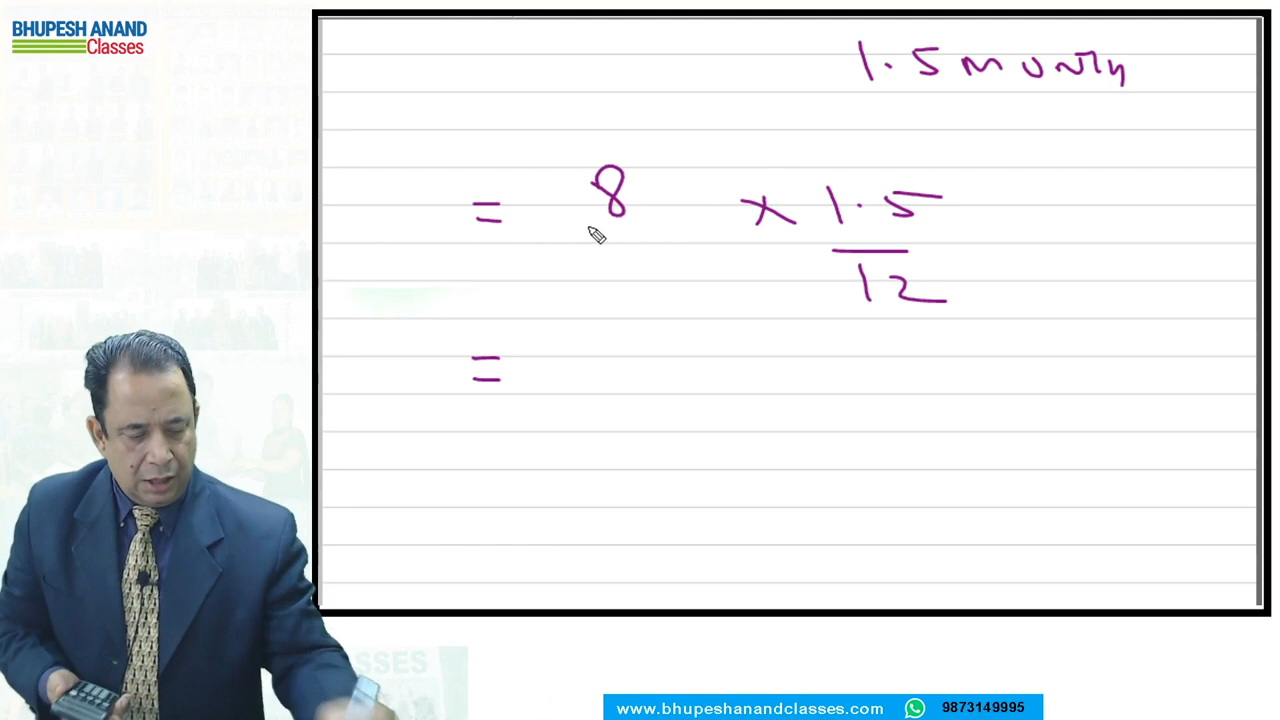 BHUPESH ANAND
Classes
1.5 month
= 8 × 1.5
12
=
www.bhupeshanandclasses.com 9873149995